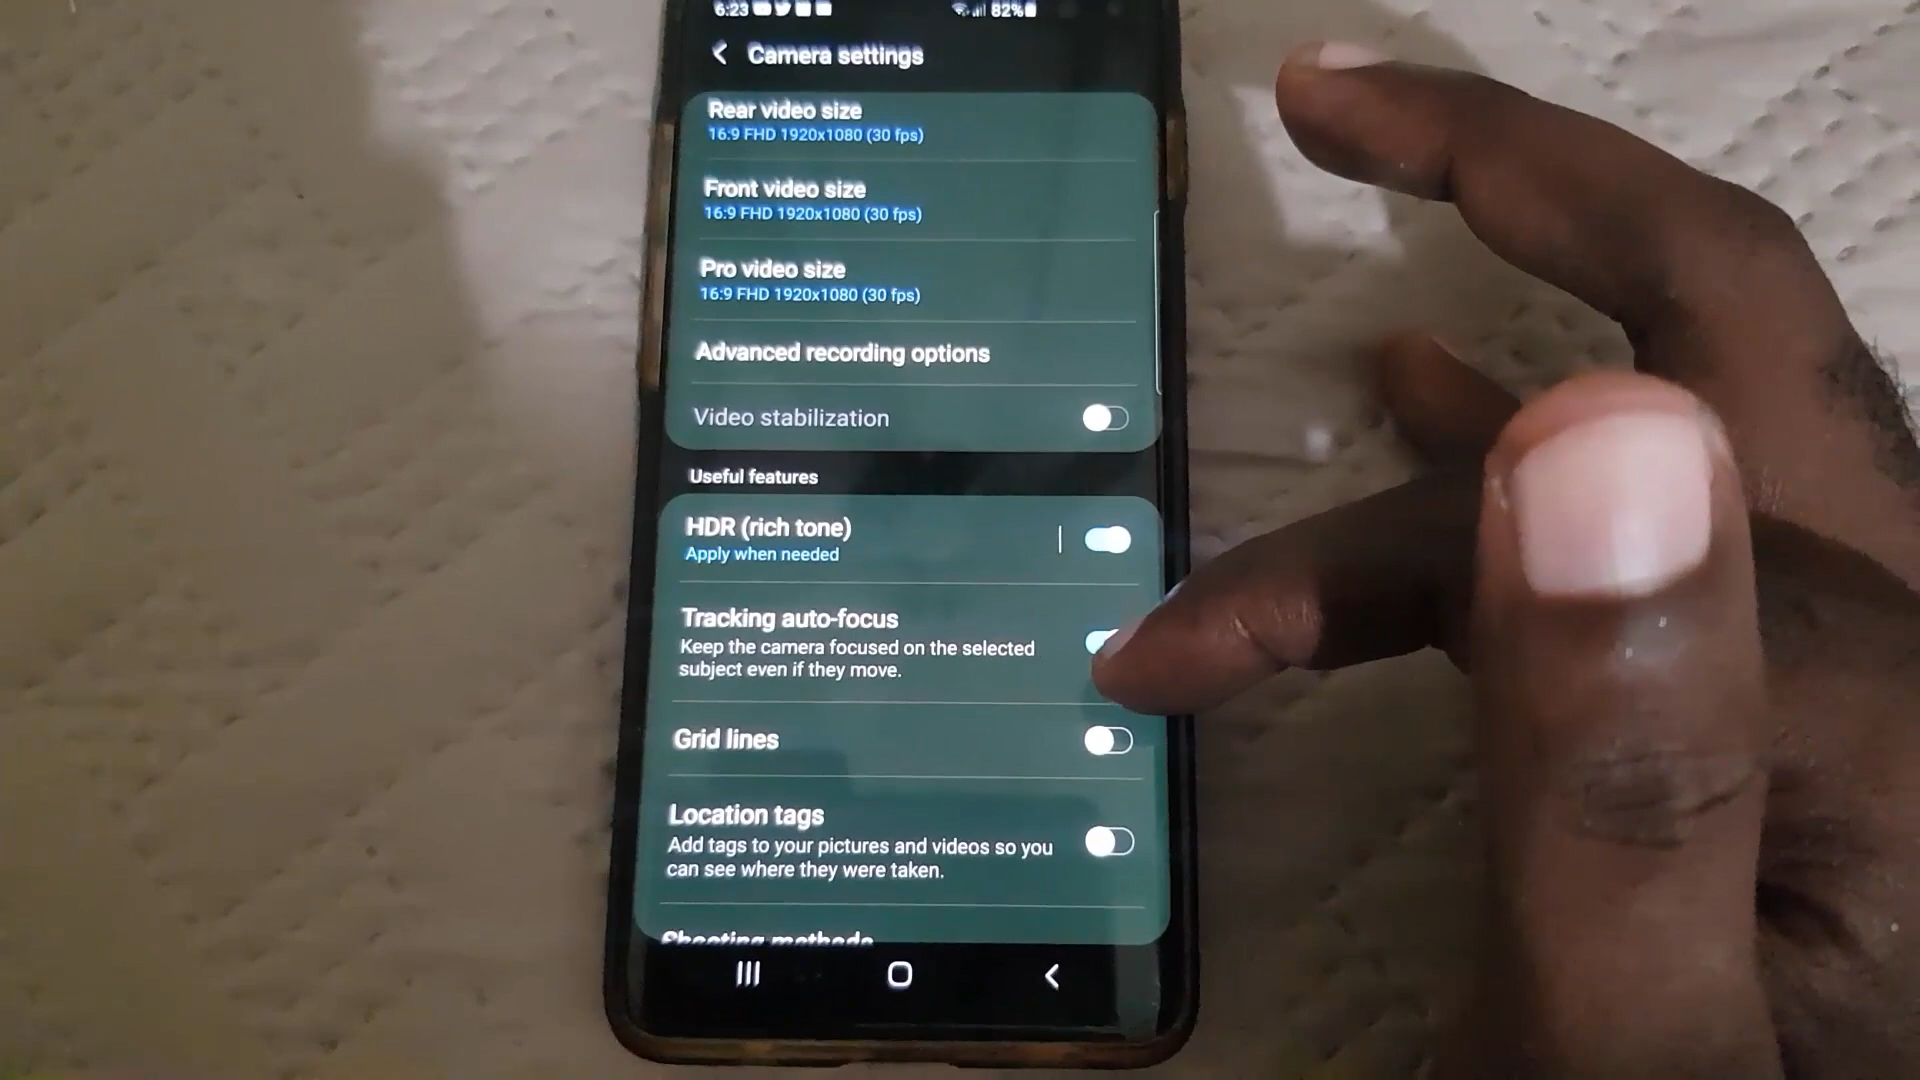 6:23
82%
Camera settings
Rear video size
16:9 FHD 1920x1080 (30 fps)
Front video size
16:9 FHD 1920x1080 (30 fps)
Pro video size
16:9 FHD 1920x1080 (30 fps)
Advanced recording options
Video stabilization
Useful features
HDR (rich tone)
Apply when needed
Tracking auto-focus
Keep the camera focused on the selected
subject even if they move.
Grid lines
Location tags
Add tags to your pictures and videos so you
can see where they were taken.
Shooting methods